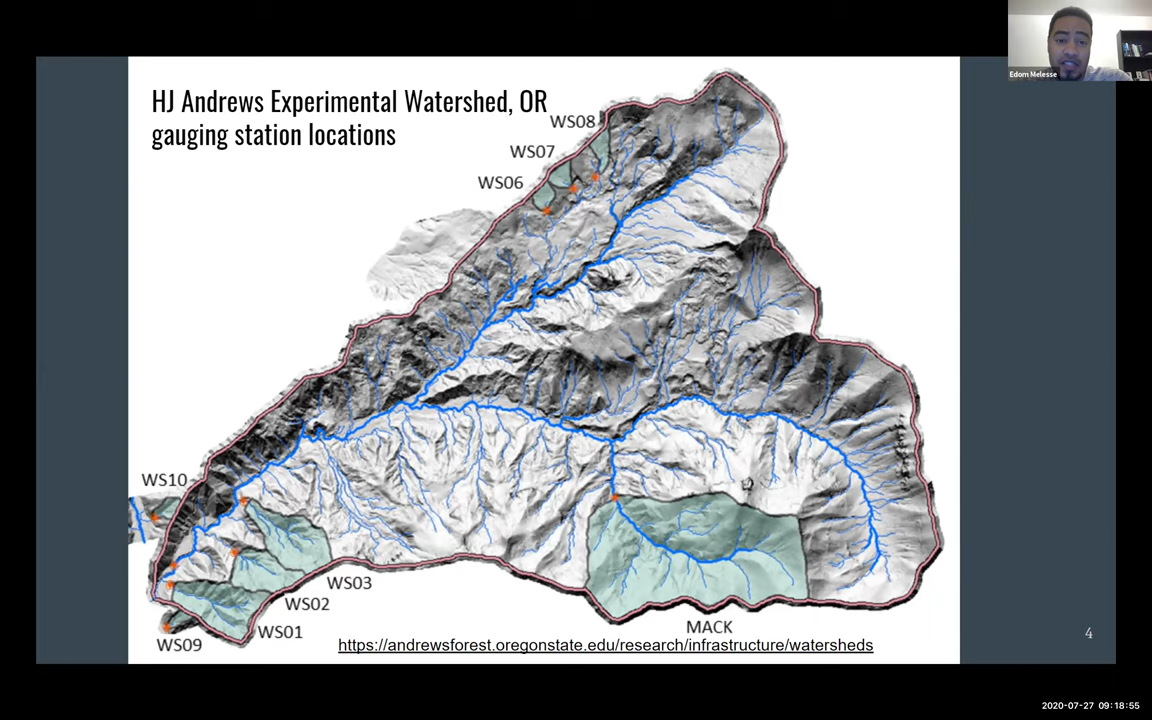 Edom Melesse
HJ Andrews Experimental Watershed, OR
gauging station locations
WS08
WS07
WS06
WS10
WS03
WS02
WS01
WS09
MACK
https://andrewsforest.oregonstate.edu/research/infrastructure/watersheds
4
2020-07-27 09:18:55